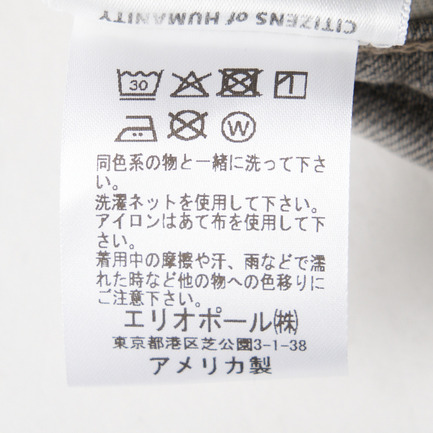 CITIZENS of HUMANITY
30
W
同色系の物と一緒に洗って下さ
い。
洗濯ネットを使用して下さい。
アイロンはあて布を使用して下
さい。
着用中の摩擦や汗、雨などで濡
れた時など他の物への色移りに
ご注意下さい。
エリオポール㈱
東京都港区芝公園3-1-38
アメリカ製